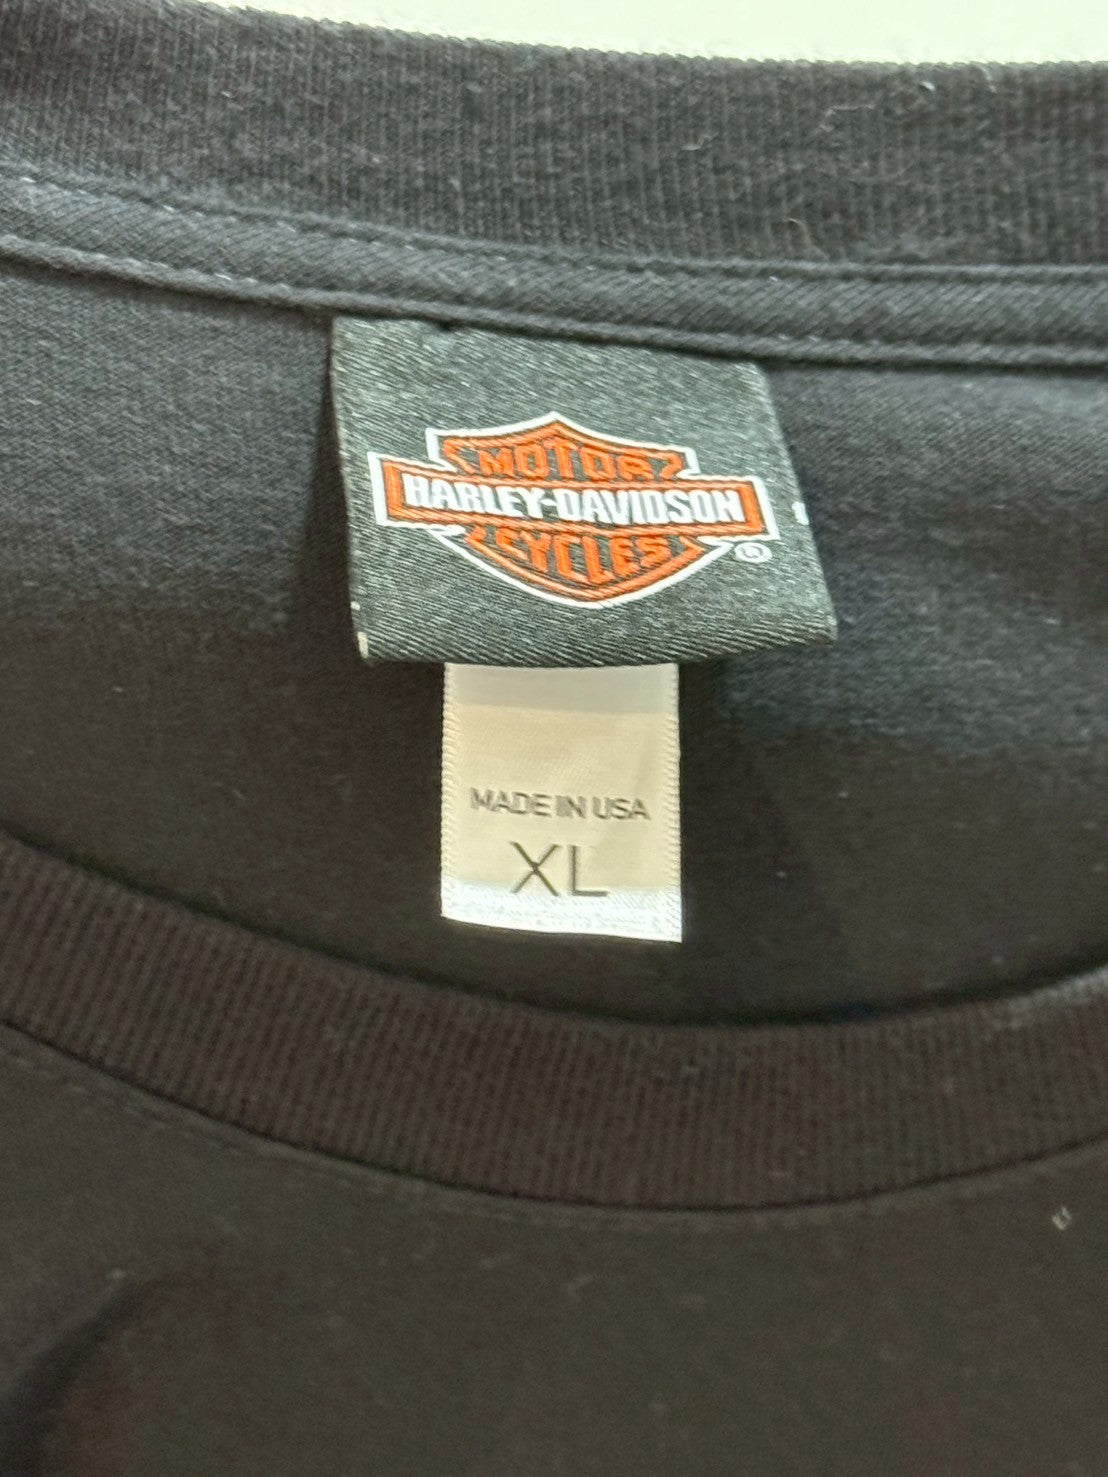 MOTOR
HARLEY-DAVIDSON
CYCLES
®
MADE IN USA
XL